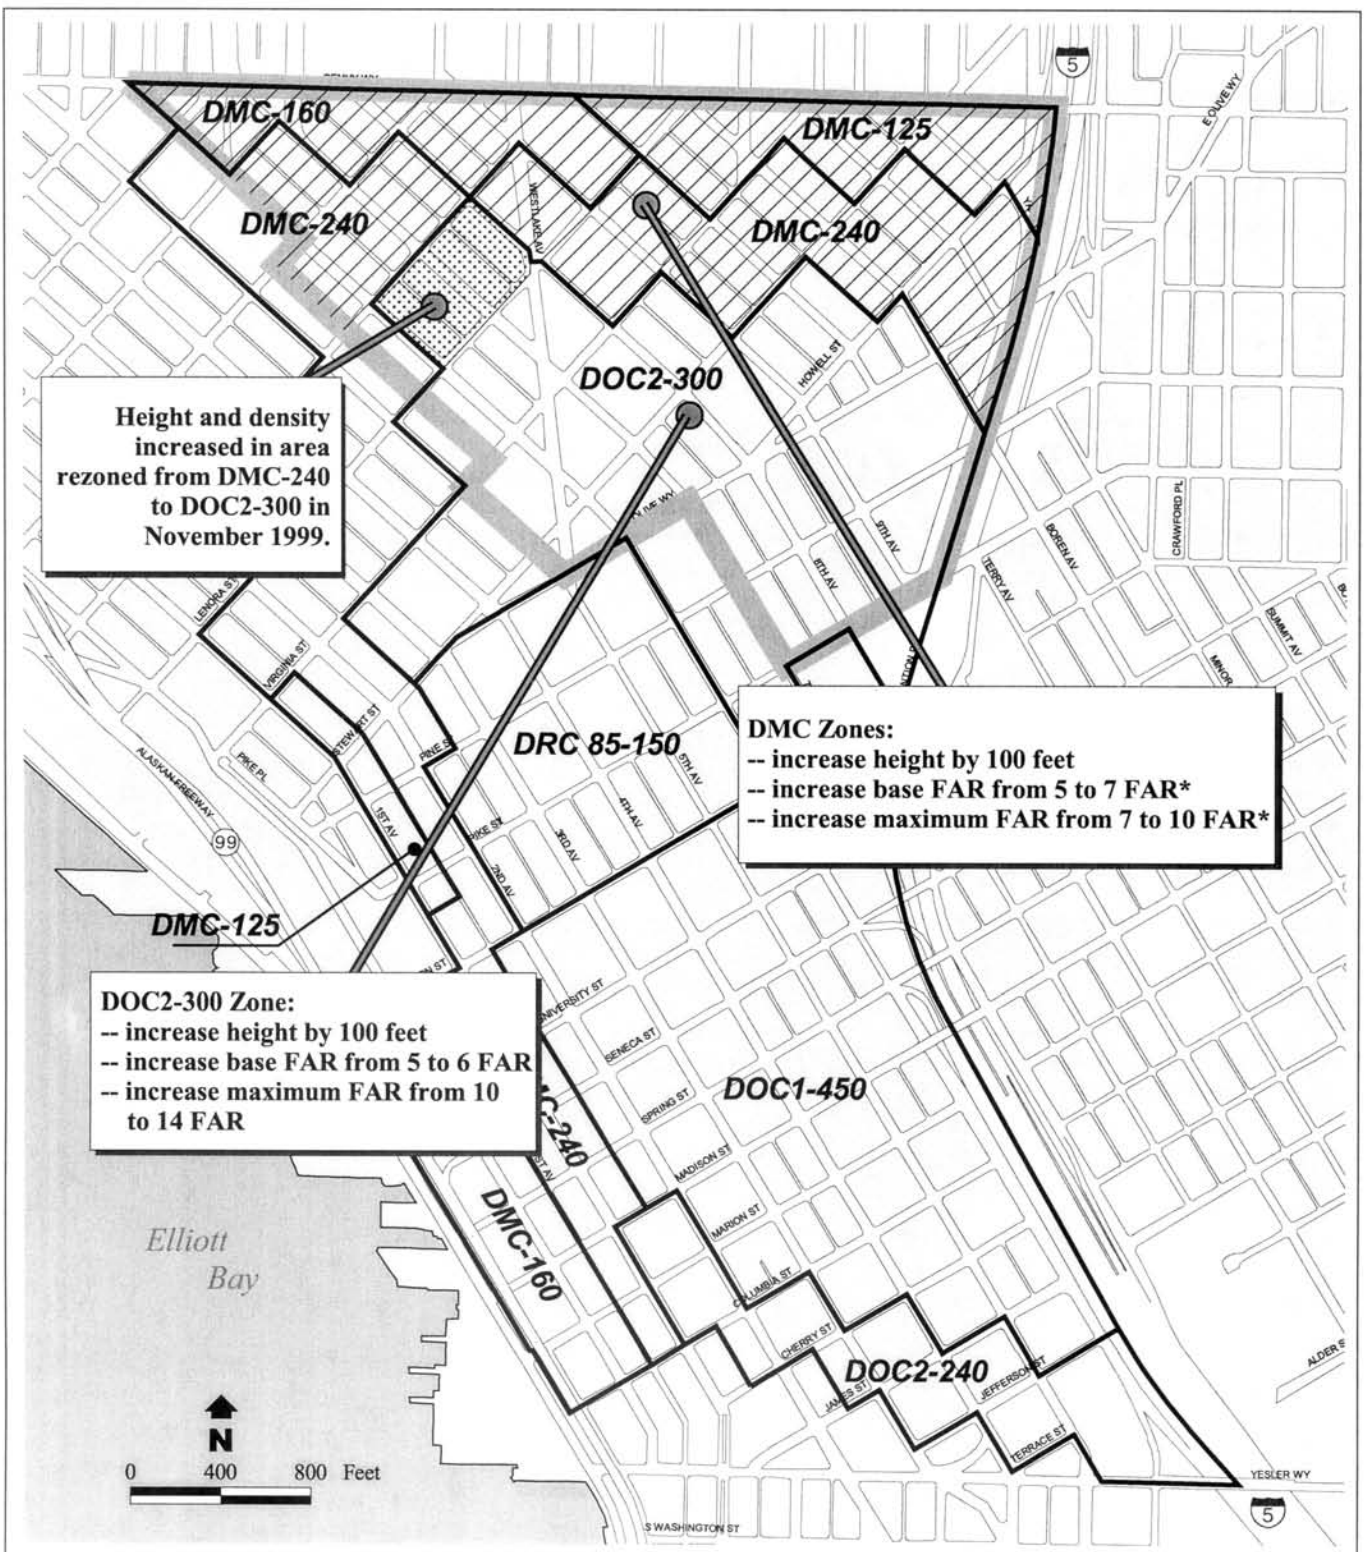 5
E OLIVE WY
DMC-160
DMC-125
WESTLAKE AV
DMC-240
DMC-240
HOWELL ST
DOC2-300
Height and density
increased in area
rezoned from DMC-240
to DOC2-300 in
November 1999.
9TH AV
8TH AV
BOREN AV
TERRY AV
CRAWFORD PL
SUMMIT AV
MINOR
LENORA ST
VIRGINIA ST
STEWART ST
PINE ST
PIKE PL
ALASKAN FREEWAY
99
1ST AV
PIKE ST
2ND AV
3RD AV
4TH AV
5TH AV
DRC 85-150
DMC Zones:
-- increase height by 100 feet
-- increase base FAR from 5 to 7 FAR*
-- increase maximum FAR from 7 to 10 FAR*
DMC-125
DOC2-300 Zone:
-- increase height by 100 feet
-- increase base FAR from 5 to 6 FAR
-- increase maximum FAR from 10
to 14 FAR
UNIVERSITY ST
SENECA ST
SPRING ST
MADISON ST
MARION ST
COLUMBIA ST
CHERRY ST
JAMES ST
JEFFERSON ST
TERRACE ST
DOC1-450
DMC-160
DOC2-240
ALDER S
Elliott
Bay
N
0 400 800 Feet
YESLER WY
5
S WASHINGTON ST